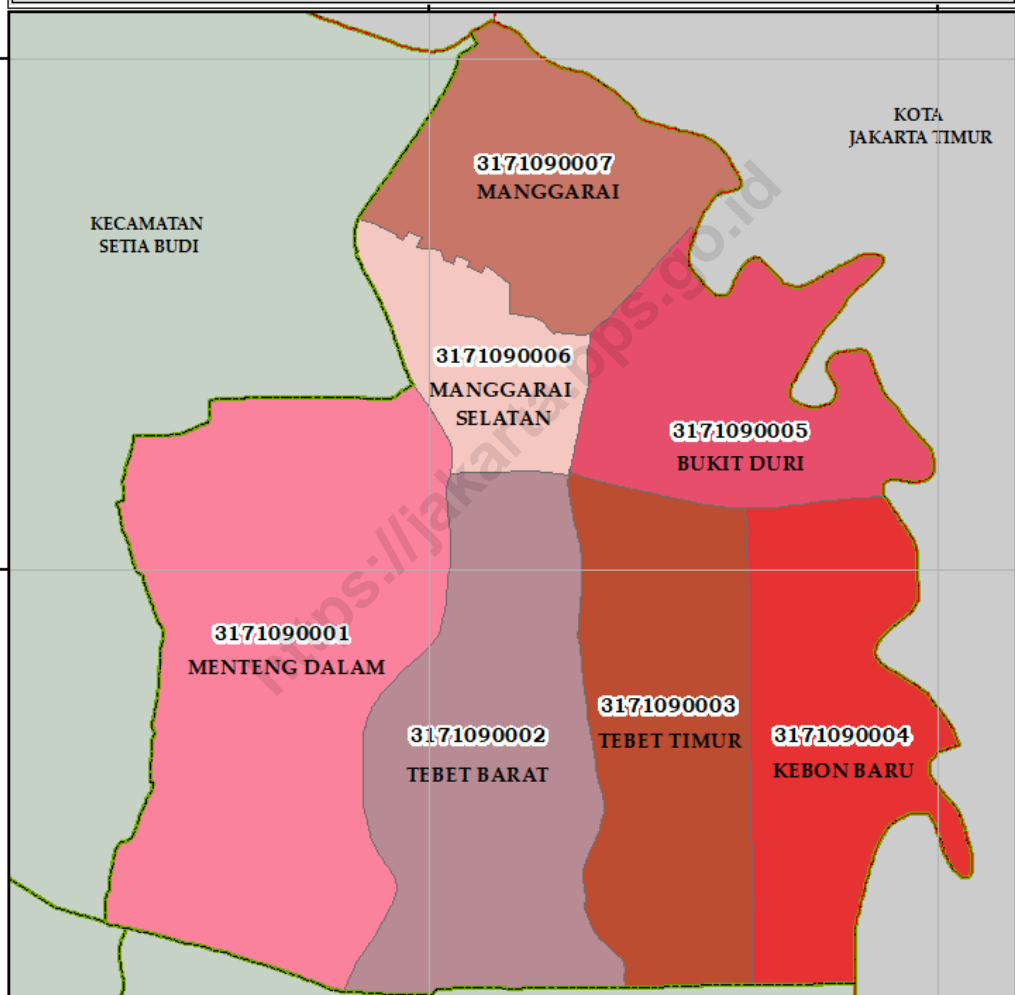 KOTA
JAKARTA TIMUR
3171090007
MANGGARAI
KECAMATAN
SETIA BUDI
3171090006
MANGGARAI
SELATAN
3171090005
BUKIT DURI
3171090001
MENTENG DALAM
3171090003
TEBET TIMUR
3171090002
TEBET BARAT
3171090004
KEBON BARU
https://jakarta.bps.go.id